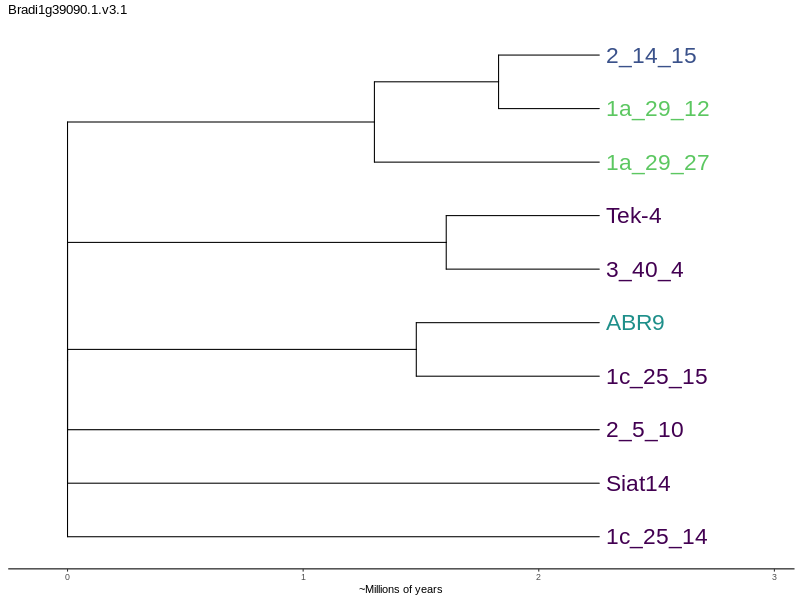 Bradi1g39090.1.v3.1
2_14_15
1a_29_12
1a_29_27
Tek-4
3_40_4
ABR9
1c_25_15
2_5_10
Siat14
1c_25_14
0 1 2 3
~Millions of years